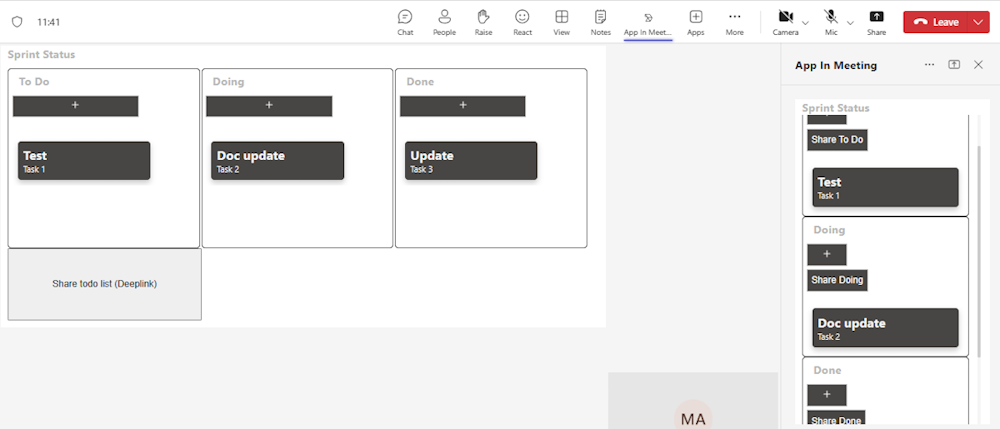 11:41
Chat
People
Raise
React
View
Notes
App In Meet...
Apps
More
Camera
Mic
Share
Leave
Sprint Status
To Do
+
Test
Task 1
Doing
+
Doc update
Task 2
Done
+
Update
Task 3
Share todo list (Deeplink)
MA
App In Meeting
Sprint Status
Share To Do
Test
Task 1
Doing
+
Share Doing
Doc update
Task 2
Done
+
Share Done